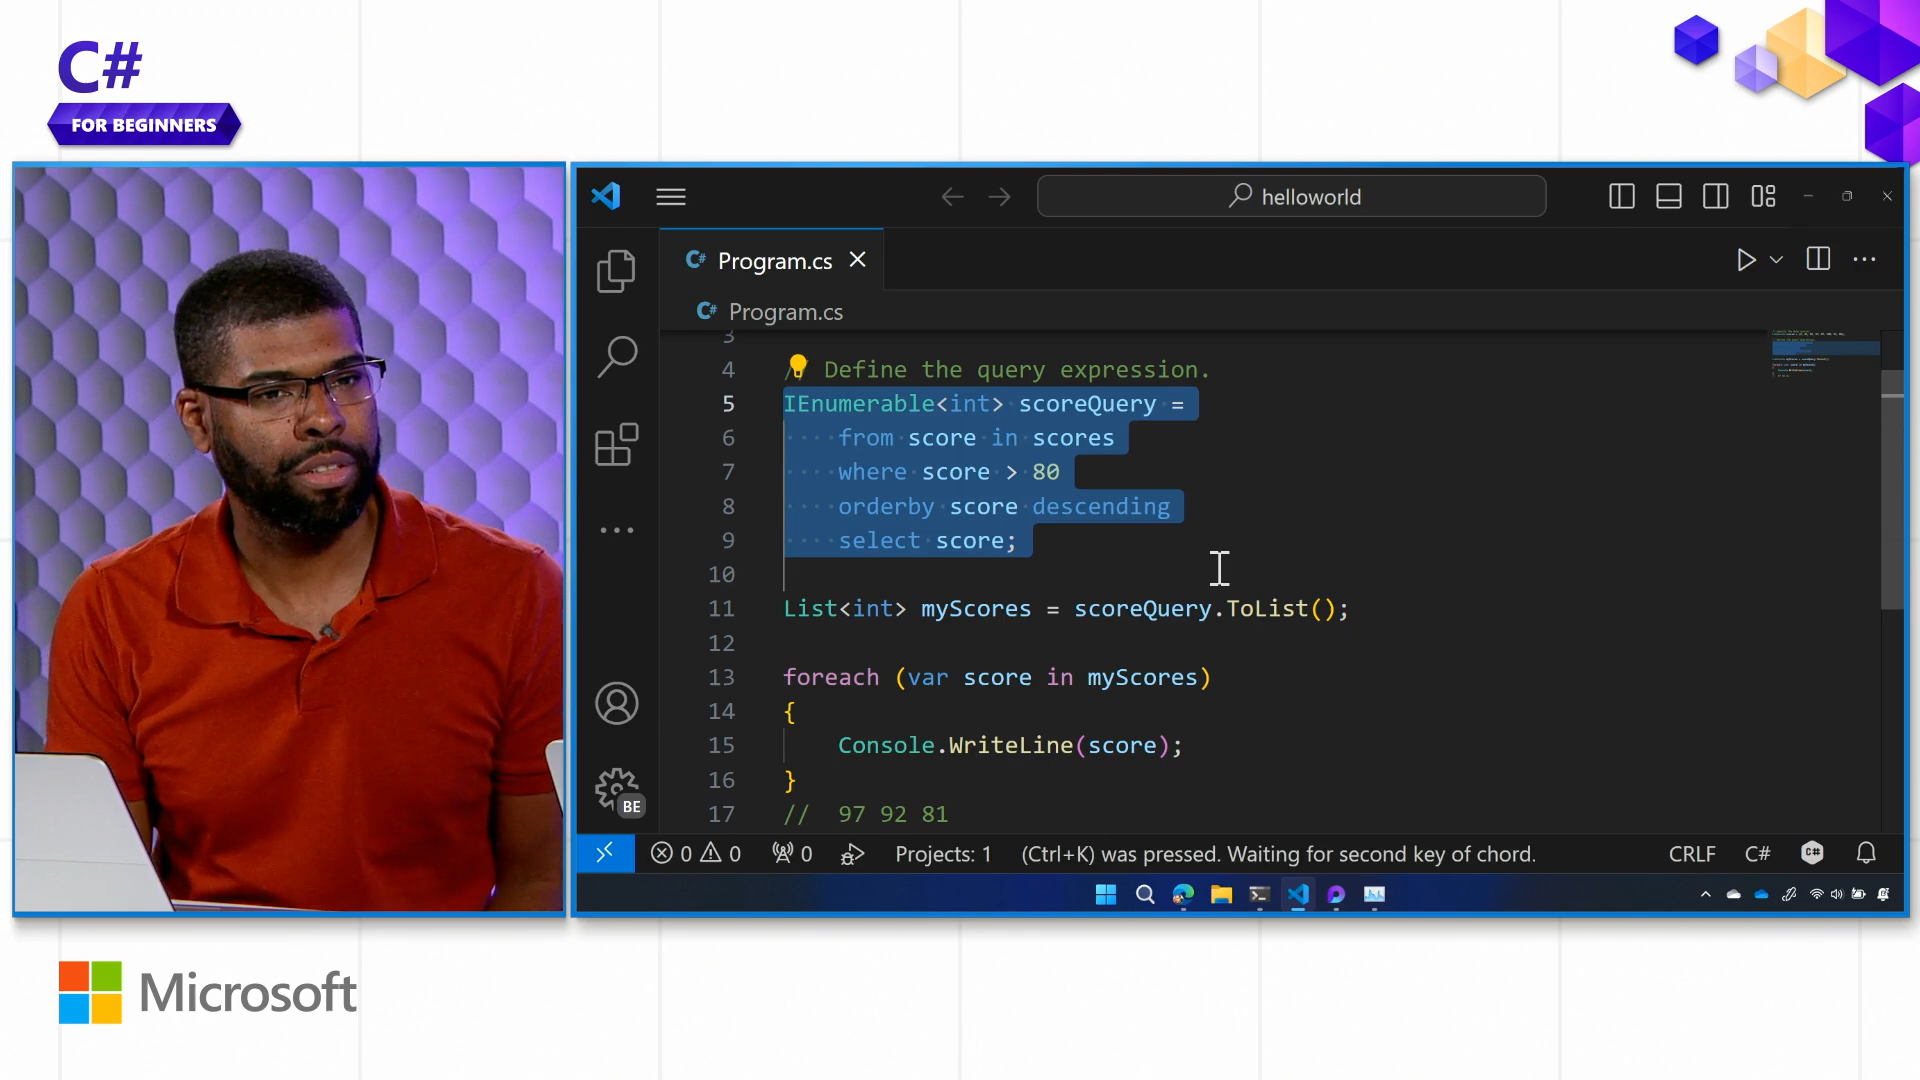 C#
FOR BEGINNERS
helloworld
Program.cs
Program.cs
3
4 // Define the query expression.
5 IEnumerable<int> scoreQuery =
6 from score in scores
7 where score > 80
8 orderby score descending
9 select score;
10
11 List<int> myScores = scoreQuery.ToList();
12
13 foreach (var score in myScores)
14 {
15 Console.WriteLine(score);
16 }
17 // 97 92 81
BE
0 0 0 Projects: 1 (Ctrl+K) was pressed. Waiting for second key of chord. CRLF C#
Microsoft